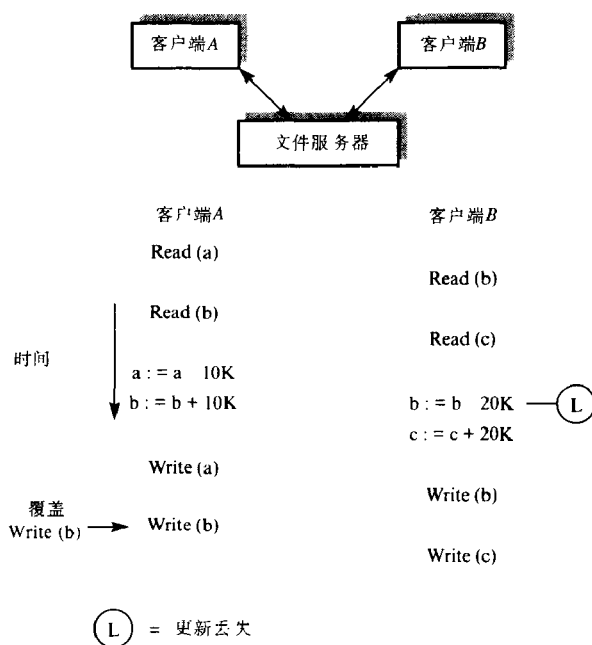 客户端A
客户端B
文件服务器
客户端A
客户端B
Read (a)
Read (b)
Read (b)
Read (c)
时间
a : = a 10K
b : = b + 10K
b : = b 20K
L
c : = c + 20K
Write (a)
Write (b)
覆盖
Write (b)
Write (b)
Write (c)
L = 更新丢失